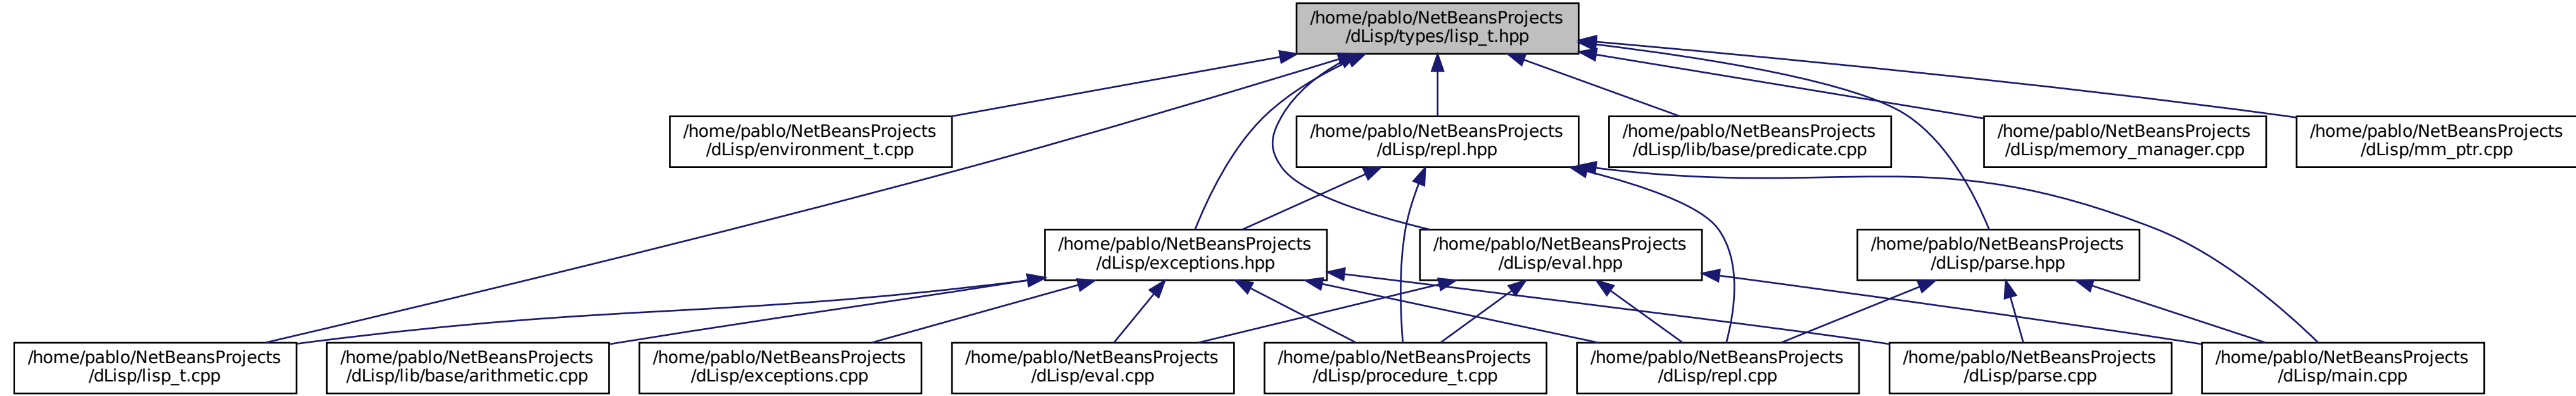 /home/pablo/NetBeansProjects
/dLisp/types/lisp_t.hpp
/home/pablo/NetBeansProjects
/dLisp/environment_t.cpp
/home/pablo/NetBeansProjects
/dLisp/repl.hpp
/home/pablo/NetBeansProjects
/dLisp/lib/base/predicate.cpp
/home/pablo/NetBeansProjects
/dLisp/memory_manager.cpp
/home/pablo/NetBeansProjects
/dLisp/mm_ptr.cpp
/home/pablo/NetBeansProjects
/dLisp/exceptions.hpp
/home/pablo/NetBeansProjects
/dLisp/eval.hpp
/home/pablo/NetBeansProjects
/dLisp/parse.hpp
/home/pablo/NetBeansProjects
/dLisp/lisp_t.cpp
/home/pablo/NetBeansProjects
/dLisp/lib/base/arithmetic.cpp
/home/pablo/NetBeansProjects
/dLisp/exceptions.cpp
/home/pablo/NetBeansProjects
/dLisp/eval.cpp
/home/pablo/NetBeansProjects
/dLisp/procedure_t.cpp
/home/pablo/NetBeansProjects
/dLisp/repl.cpp
/home/pablo/NetBeansProjects
/dLisp/parse.cpp
/home/pablo/NetBeansProjects
/dLisp/main.cpp